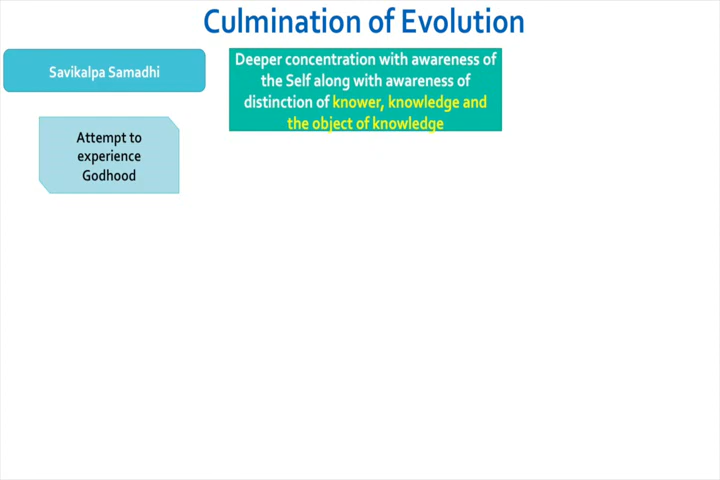 Culmination of Evolution
Savikalpa Samadhi
Deeper concentration with awareness of
the Self along with awareness of
distinction of knower, knowledge and
the object of knowledge
Attempt to
experience
Godhood